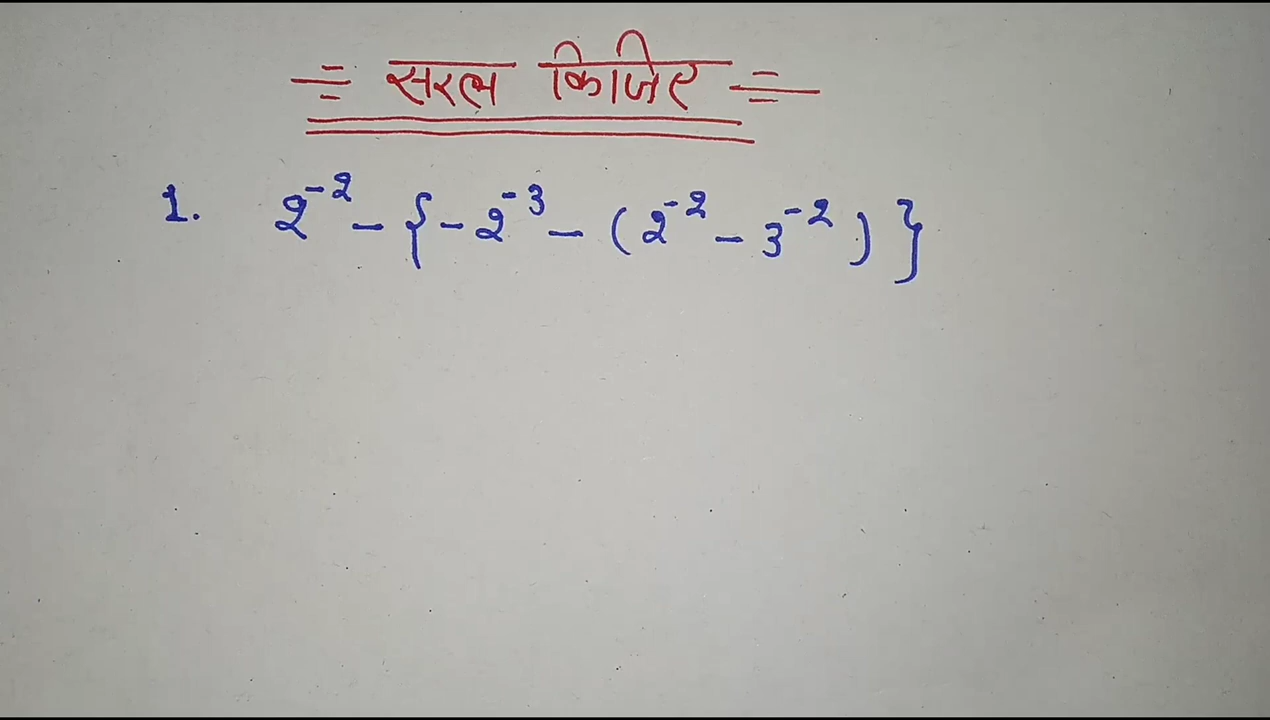 = सरल किजिए =
1. 2⁻² - {-2⁻³ - (2⁻² - 3⁻²)}